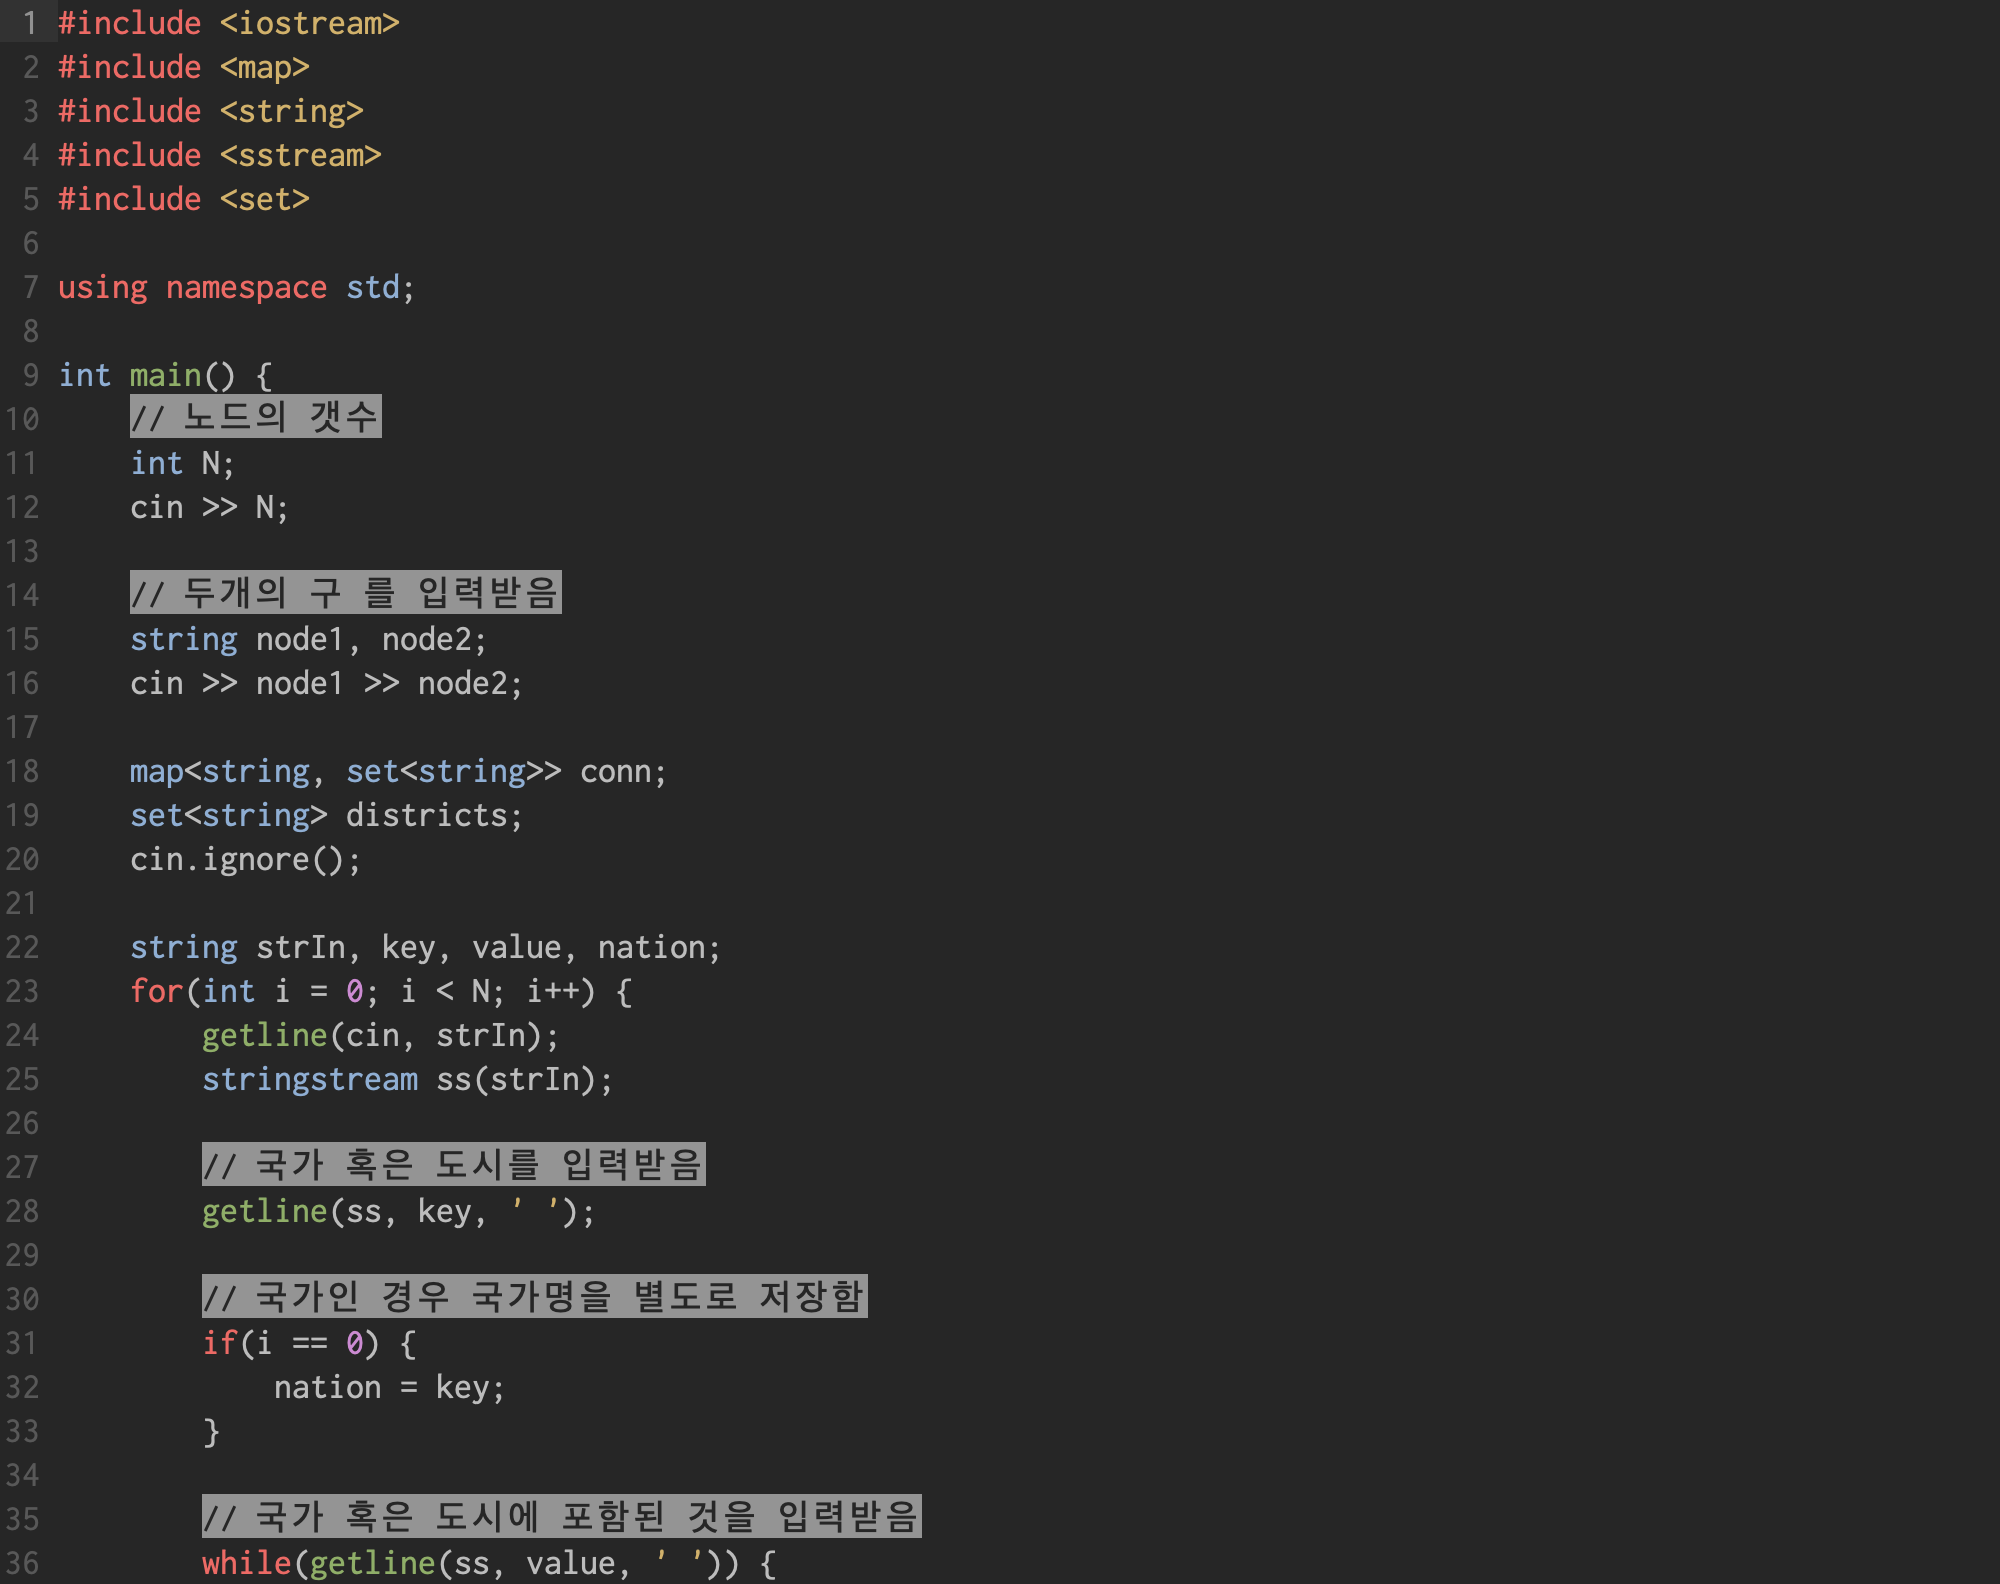 1 #include <iostream>
2 #include <map>
3 #include <string>
4 #include <sstream>
5 #include <set>
6
7 using namespace std;
8
9 int main() {
10     // 노드의 갯수
11     int N;
12     cin >> N;
13
14     // 두개의 구 를 입력받음
15     string node1, node2;
16     cin >> node1 >> node2;
17
18     map<string, set<string>> conn;
19     set<string> districts;
20     cin.ignore();
21
22     string strIn, key, value, nation;
23     for(int i = 0; i < N; i++) {
24         getline(cin, strIn);
25         stringstream ss(strIn);
26
27         // 국가 혹은 도시를 입력받음
28         getline(ss, key, ' ');
29
30         // 국가인 경우 국가명을 별도로 저장함
31         if(i == 0) {
32             nation = key;
33         }
34
35         // 국가 혹은 도시에 포함된 것을 입력받음
36         while(getline(ss, value, ' ')) {